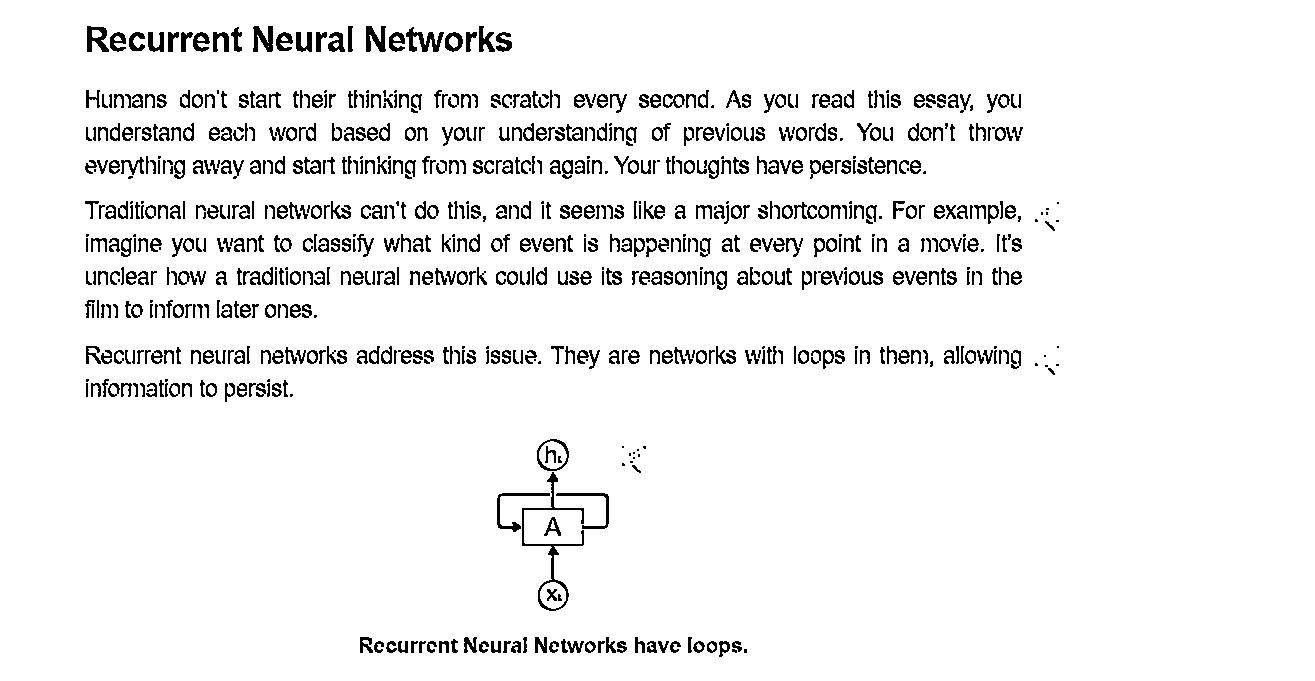 Recurrent Neural Networks
Humans don't start their thinking from scratch every second. As you read this essay, you
understand each word based on your understanding of previous words. You don't throw
everything away and start thinking from scratch again. Your thoughts have persistence.
Traditional neural networks can't do this, and it seems like a major shortcoming. For example,
imagine you want to classify what kind of event is happening at every point in a movie. It's
unclear how a traditional neural network could use its reasoning about previous events in the
film to inform later ones.
Recurrent neural networks address this issue. They are networks with loops in them, allowing
information to persist.
hₜ
A
Xₜ
Recurrent Neural Networks have loops.